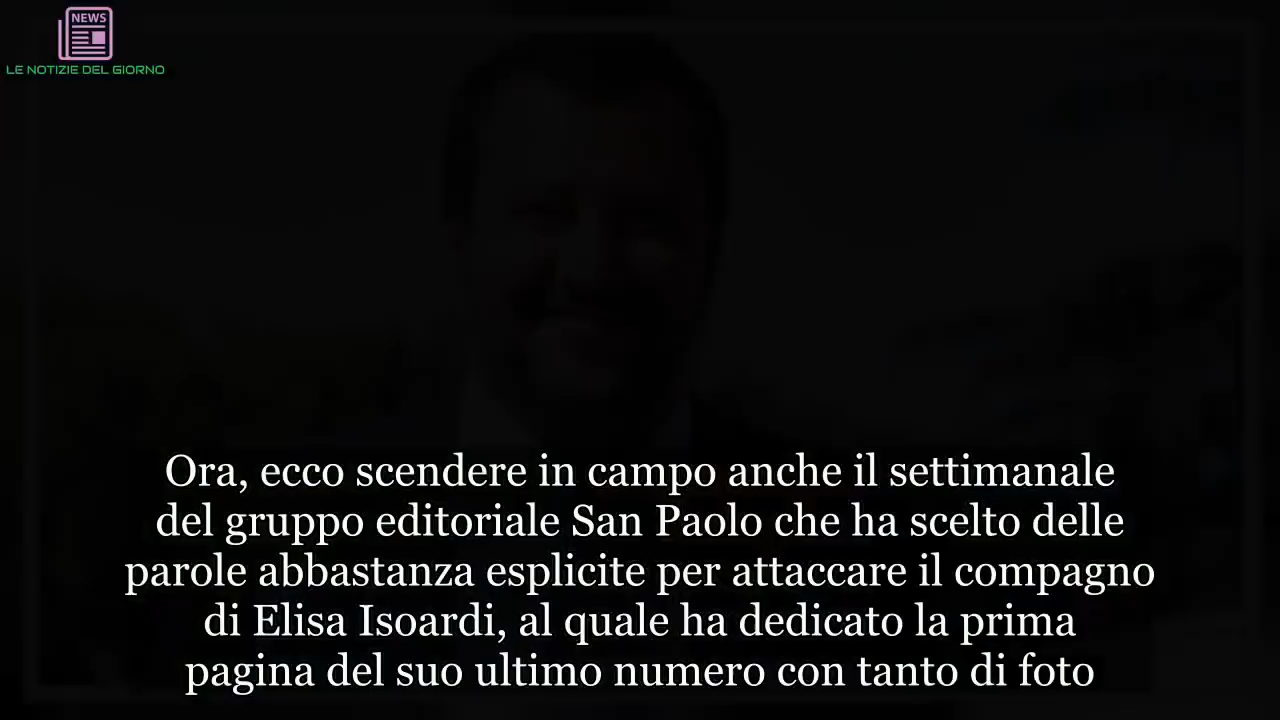 NEWS
LE NOTIZIE DEL GIORNO
Ora, ecco scendere in campo anche il settimanale
del gruppo editoriale San Paolo che ha scelto delle
parole abbastanza esplicite per attaccare il compagno
di Elisa Isoardi, al quale ha dedicato la prima
pagina del suo ultimo numero con tanto di foto